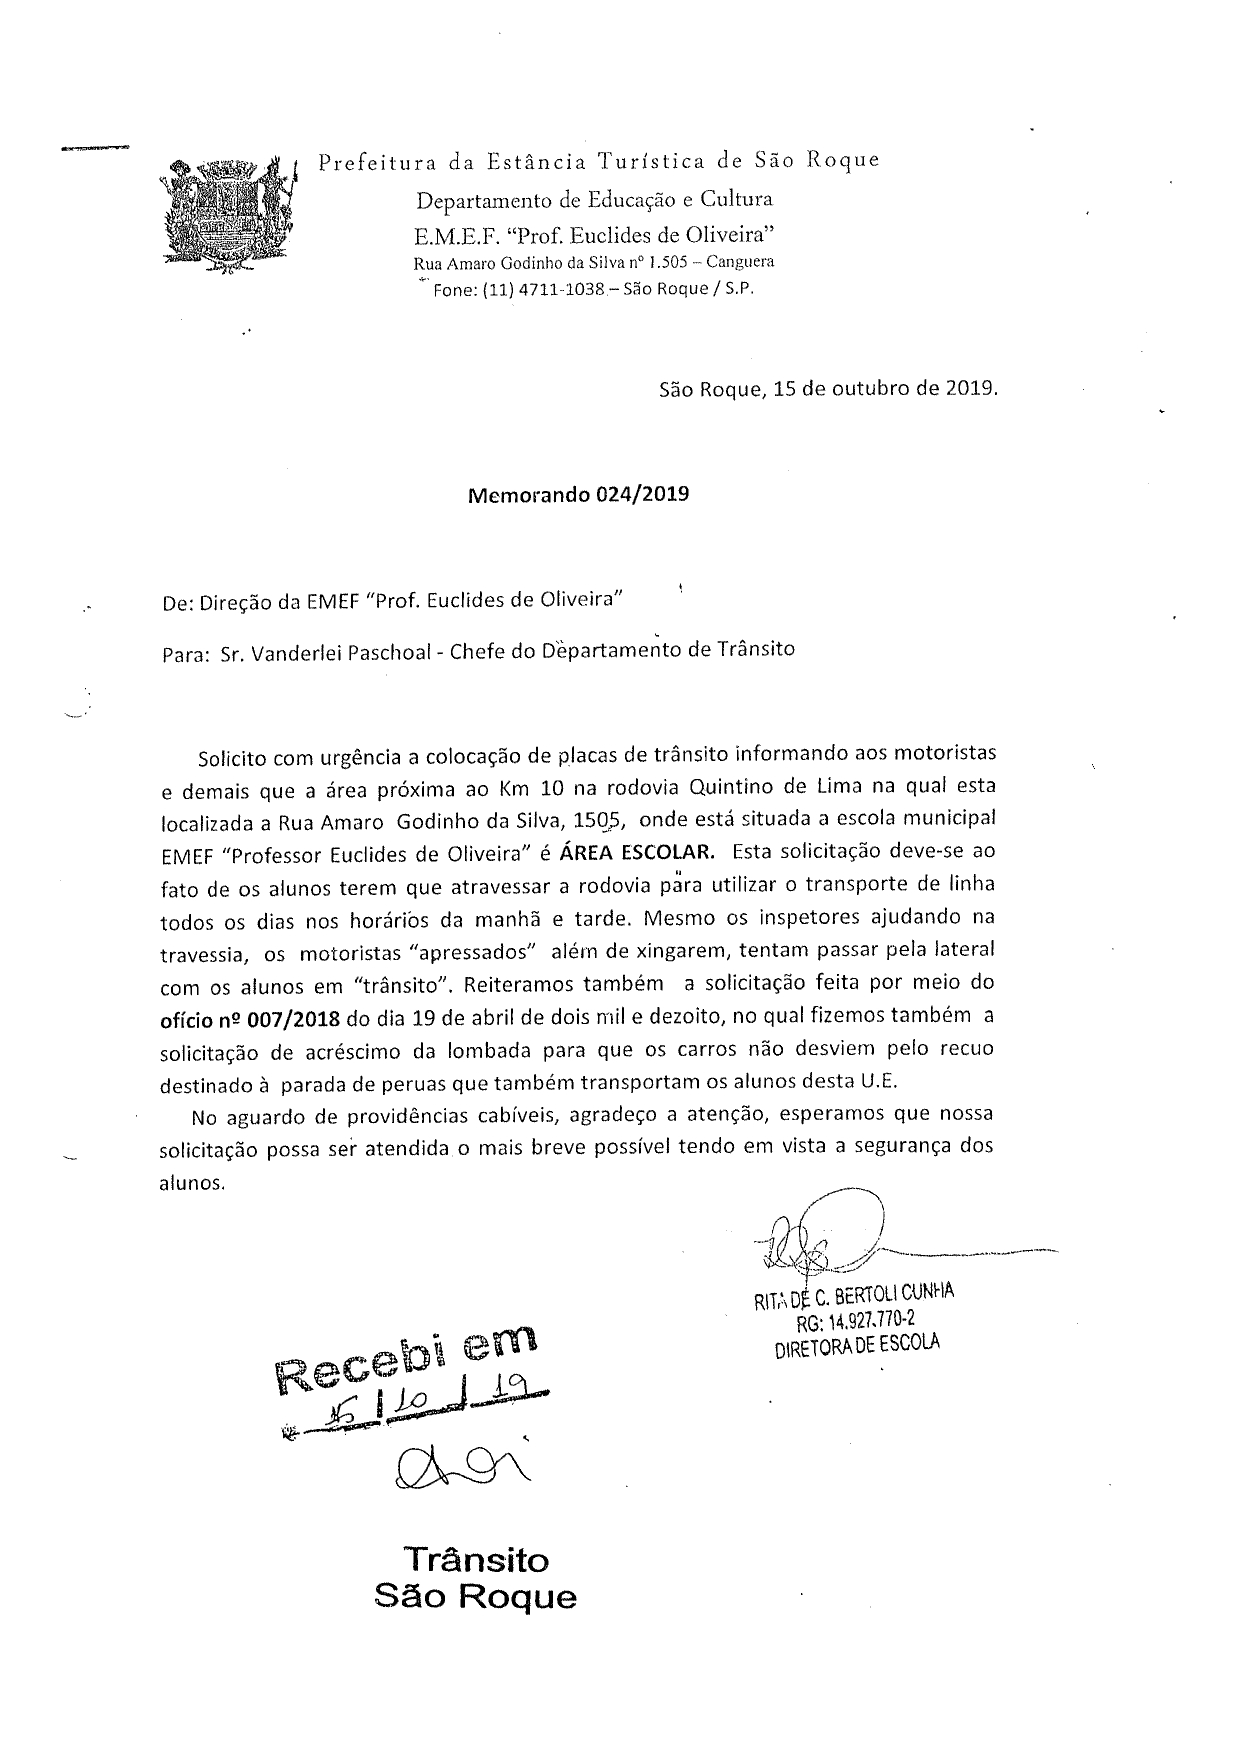 Prefeitura da Estância Turística de São Roque
Departamento de Educação e Cultura
E.M.E.F. “Prof. Euclides de Oliveira”
Rua Amaro Godinho da Silva nº 1.505 – Canguera
Fone: (11) 4711-1038 – São Roque / S.P.
São Roque, 15 de outubro de 2019.
Memorando 024/2019
De: Direção da EMEF “Prof. Euclides de Oliveira”
Para: Sr. Vanderlei Paschoal - Chefe do Departamento de Trânsito
Solicito com urgência a colocação de placas de trânsito informando aos motoristas
e demais que a área próxima ao Km 10 na rodovia Quintino de Lima na qual esta
localizada a Rua Amaro Godinho da Silva, 1505, onde está situada a escola municipal
EMEF “Professor Euclides de Oliveira” é ÁREA ESCOLAR. Esta solicitação deve-se ao
fato de os alunos terem que atravessar a rodovia para utilizar o transporte de linha
todos os dias nos horários da manhã e tarde. Mesmo os inspetores ajudando na
travessia, os motoristas “apressados” além de xingarem, tentam passar pela lateral
com os alunos em “trânsito”. Reiteramos também a solicitação feita por meio do
ofício nº 007/2018 do dia 19 de abril de dois mil e dezoito, no qual fizemos também a
solicitação de acréscimo da lombada para que os carros não desviem pelo recuo
destinado à parada de peruas que também transportam os alunos desta U.E.
No aguardo de providências cabíveis, agradeço a atenção, esperamos que nossa
solicitação possa ser atendida o mais breve possível tendo em vista a segurança dos
alunos.
RITA DE C. BERTOLI CUNHA
RG: 14.927.770-2
DIRETORA DE ESCOLA
Recebi em
/10/19
Trânsito
São Roque